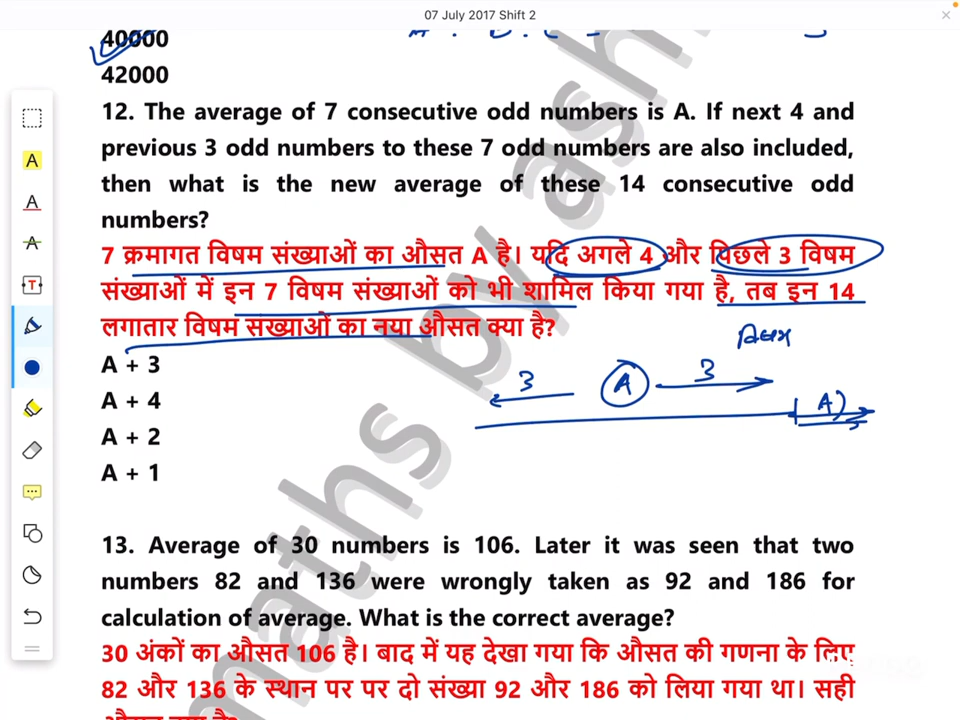 07 July 2017 Shift 2
40000
42000
12. The average of 7 consecutive odd numbers is A. If next 4 and
previous 3 odd numbers to these 7 odd numbers are also included,
then what is the new average of these 14 consecutive odd
numbers?
7 क्रमागत विषम संख्याओं का औसत A है। यदि अगले 4 और पिछले 3 विषम
संख्याओं में इन 7 विषम संख्याओं को भी शामिल किया गया है, तब इन 14
लगातार विषम संख्याओं का नया औसत क्या है?
A + 3
A + 4
A + 2
A + 1
3 A 3
A)
13. Average of 30 numbers is 106. Later it was seen that two
numbers 82 and 136 were wrongly taken as 92 and 186 for
calculation of average. What is the correct average?
30 अंकों का औसत 106 है। बाद में यह देखा गया कि औसत की गणना के लिए
82 और 136 के स्थान पर पर दो संख्या 92 और 186 को लिया गया था। सही
maths by ashi